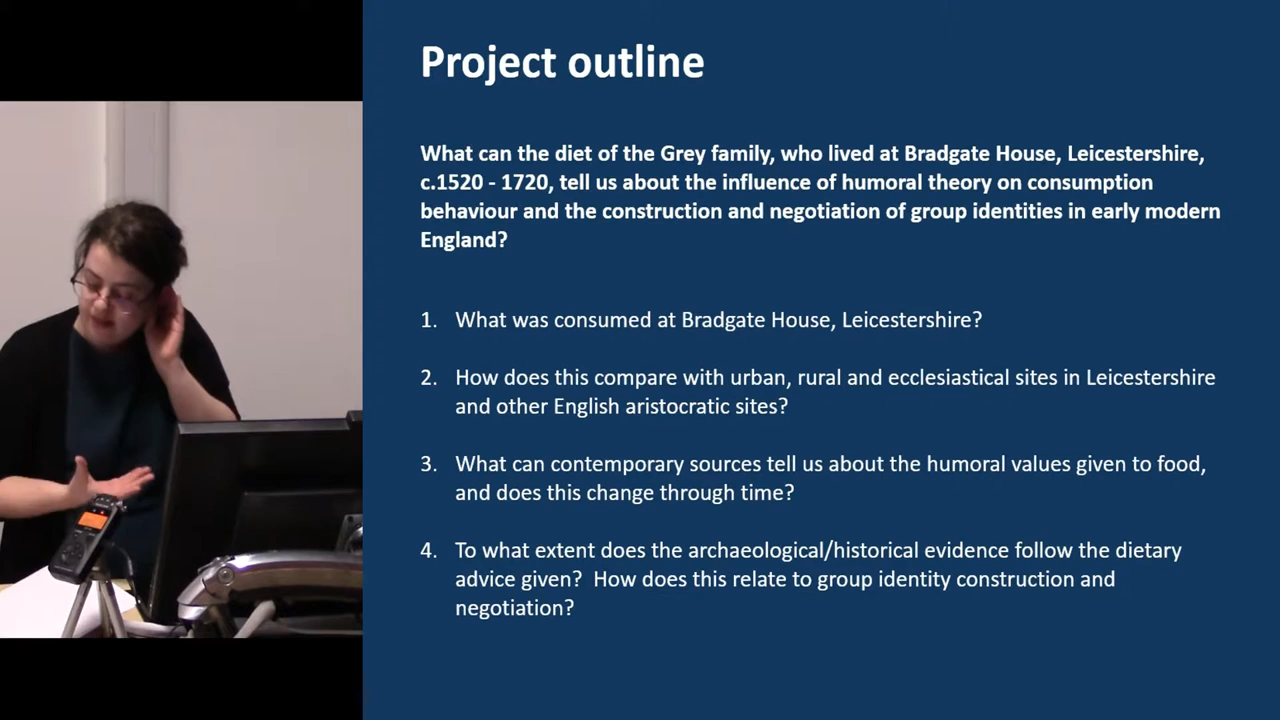 Project outline
What can the diet of the Grey family, who lived at Bradgate House, Leicestershire,
c.1520 - 1720, tell us about the influence of humoral theory on consumption
behaviour and the construction and negotiation of group identities in early modern
England?
1. What was consumed at Bradgate House, Leicestershire?
2. How does this compare with urban, rural and ecclesiastical sites in Leicestershire
and other English aristocratic sites?
3. What can contemporary sources tell us about the humoral values given to food,
and does this change through time?
4. To what extent does the archaeological/historical evidence follow the dietary
advice given?  How does this relate to group identity construction and
negotiation?